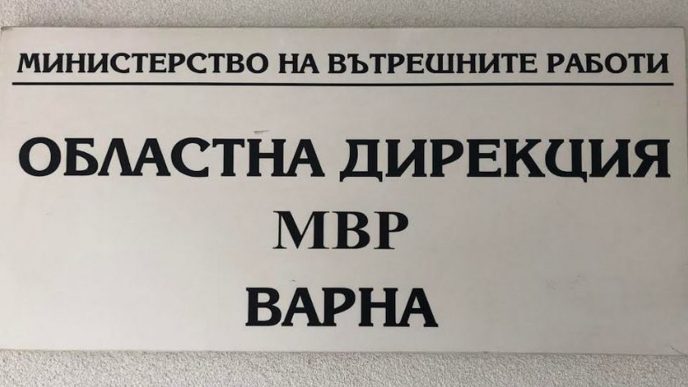 МИНИСТЕРСТВО НА ВЪТРЕШНИТЕ РАБОТИ
ОБЛАСТНА ДИРЕКЦИЯ
МВР
ВАРНА